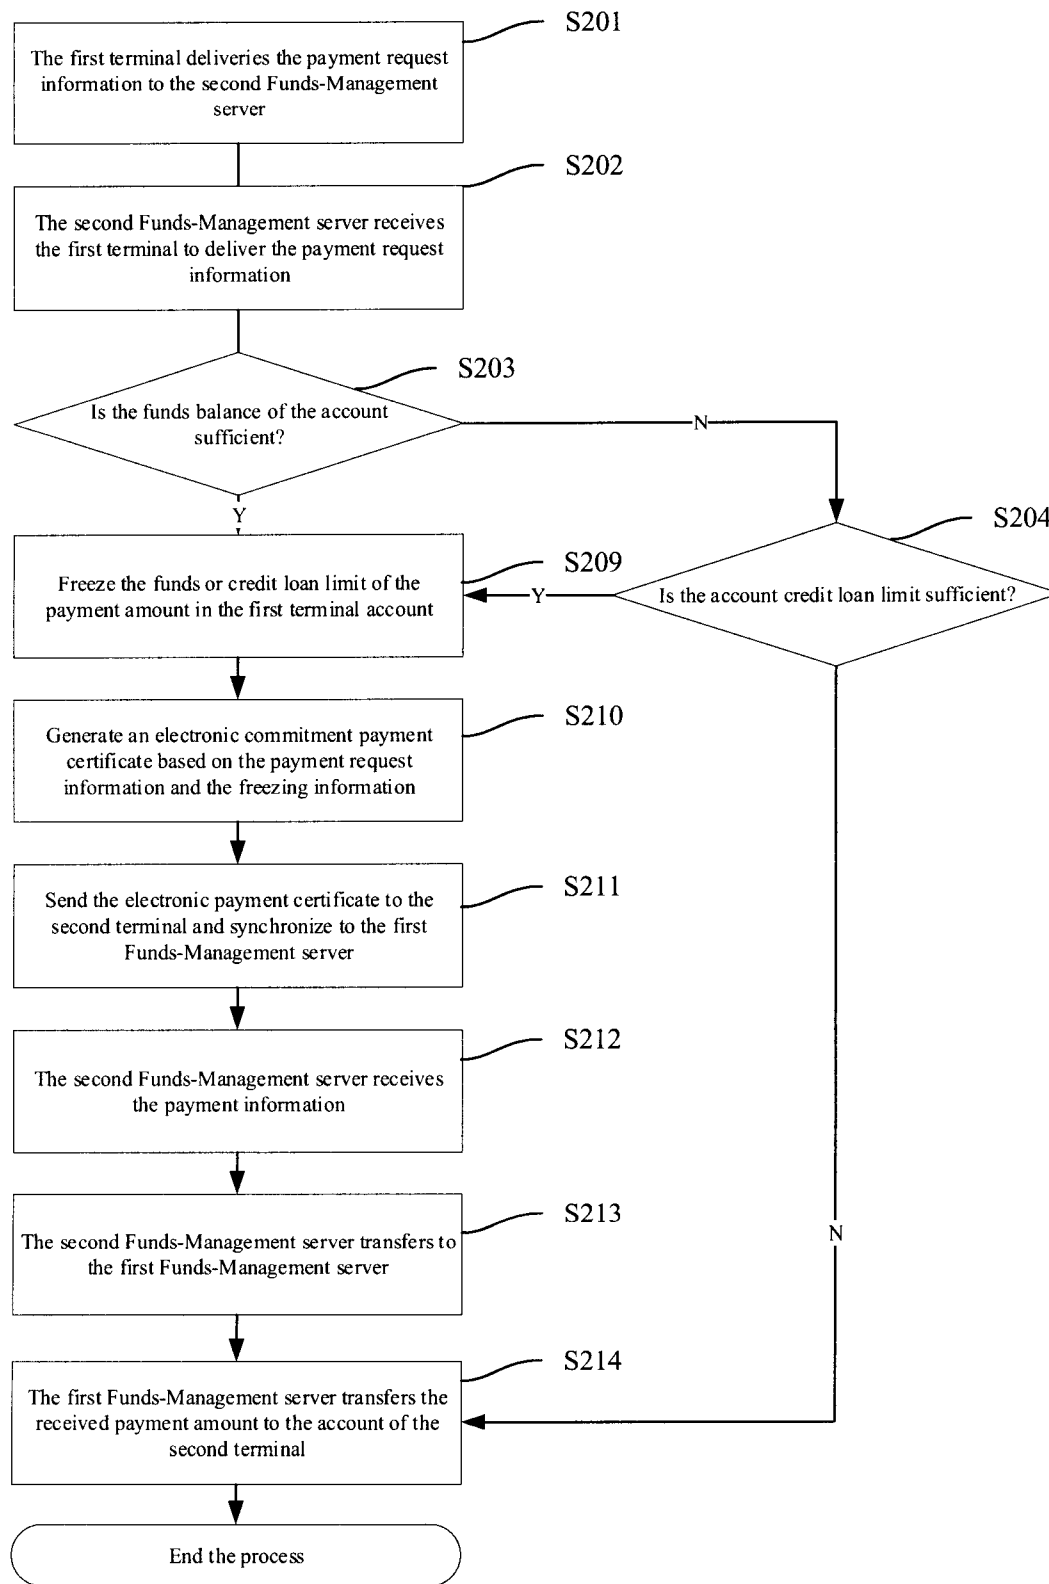 S201
The first terminal deliveries the payment request
information to the second Funds-Management
server
S202
The second Funds-Management server receives
the first terminal to deliver the payment request
information
S203
Is the funds balance of the account
sufficient?
N
Y
S204
Is the account credit loan limit sufficient?
Y
N
S209
Freeze the funds or credit loan limit of the
payment amount in the first terminal account
S210
Generate an electronic commitment payment
certificate based on the payment request
information and the freezing information
S211
Send the electronic payment certificate to the
second terminal and synchronize to the first
Funds-Management server
S212
The second Funds-Management server receives
the payment information
S213
The second Funds-Management server transfers to
the first Funds-Management server
S214
The first Funds-Management server transfers the
received payment amount to the account of the
second terminal
End the process